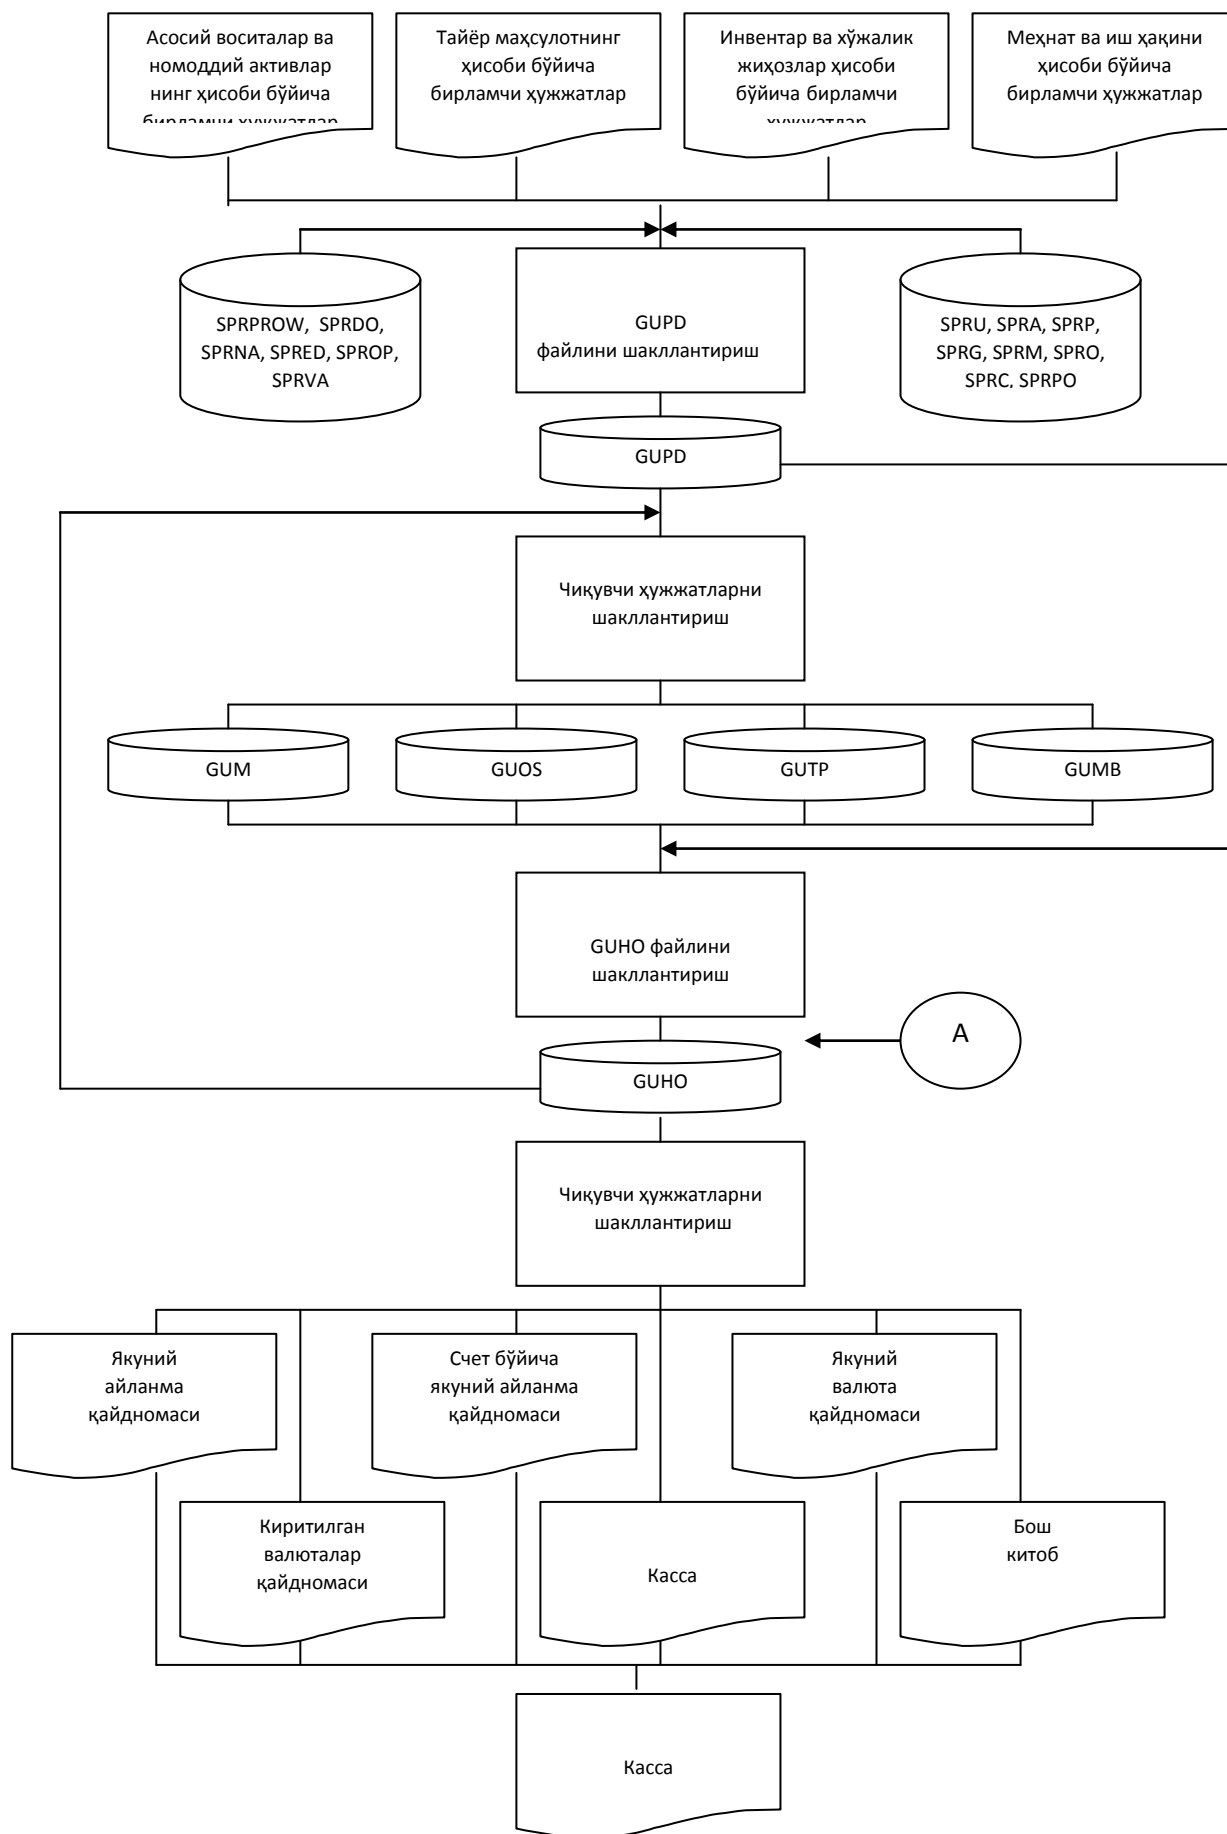 Асосий воситалар ва
номоддий активлар
нинг ҳисоби бўйича
бирламчи ҳужжатлар
Тайёр маҳсулотнинг
ҳисоби бўйича
бирламчи ҳужжатлар
Инвентар ва хўжалик
жиҳозлар ҳисоби
бўйича бирламчи
ҳужжатлар
Меҳнат ва иш ҳақини
ҳисоби бўйича
бирламчи ҳужжатлар
SPRPROW, SPRDO,
SPRNA, SPRED, SPROP,
SPRVA
GUPD
файлини шакллантириш
SPRU, SPRA, SPRP,
SPRG, SPRM, SPRO,
SPRC, SPRPO
GUPD
Чиқувчи ҳужжатларни
шакллантириш
GUM
GUOS
GUTP
GUMB
GUHO файлини
шакллантириш
А
GUHO
Чиқувчи ҳужжатларни
шакллантириш
Якуний
айланма
қайдномаси
Счет бўйича
якуний айланма
қайдномаси
Якуний
валюта
қайдномаси
Киритилган
валюталар
қайдномаси
Касса
Бош
китоб
Касса